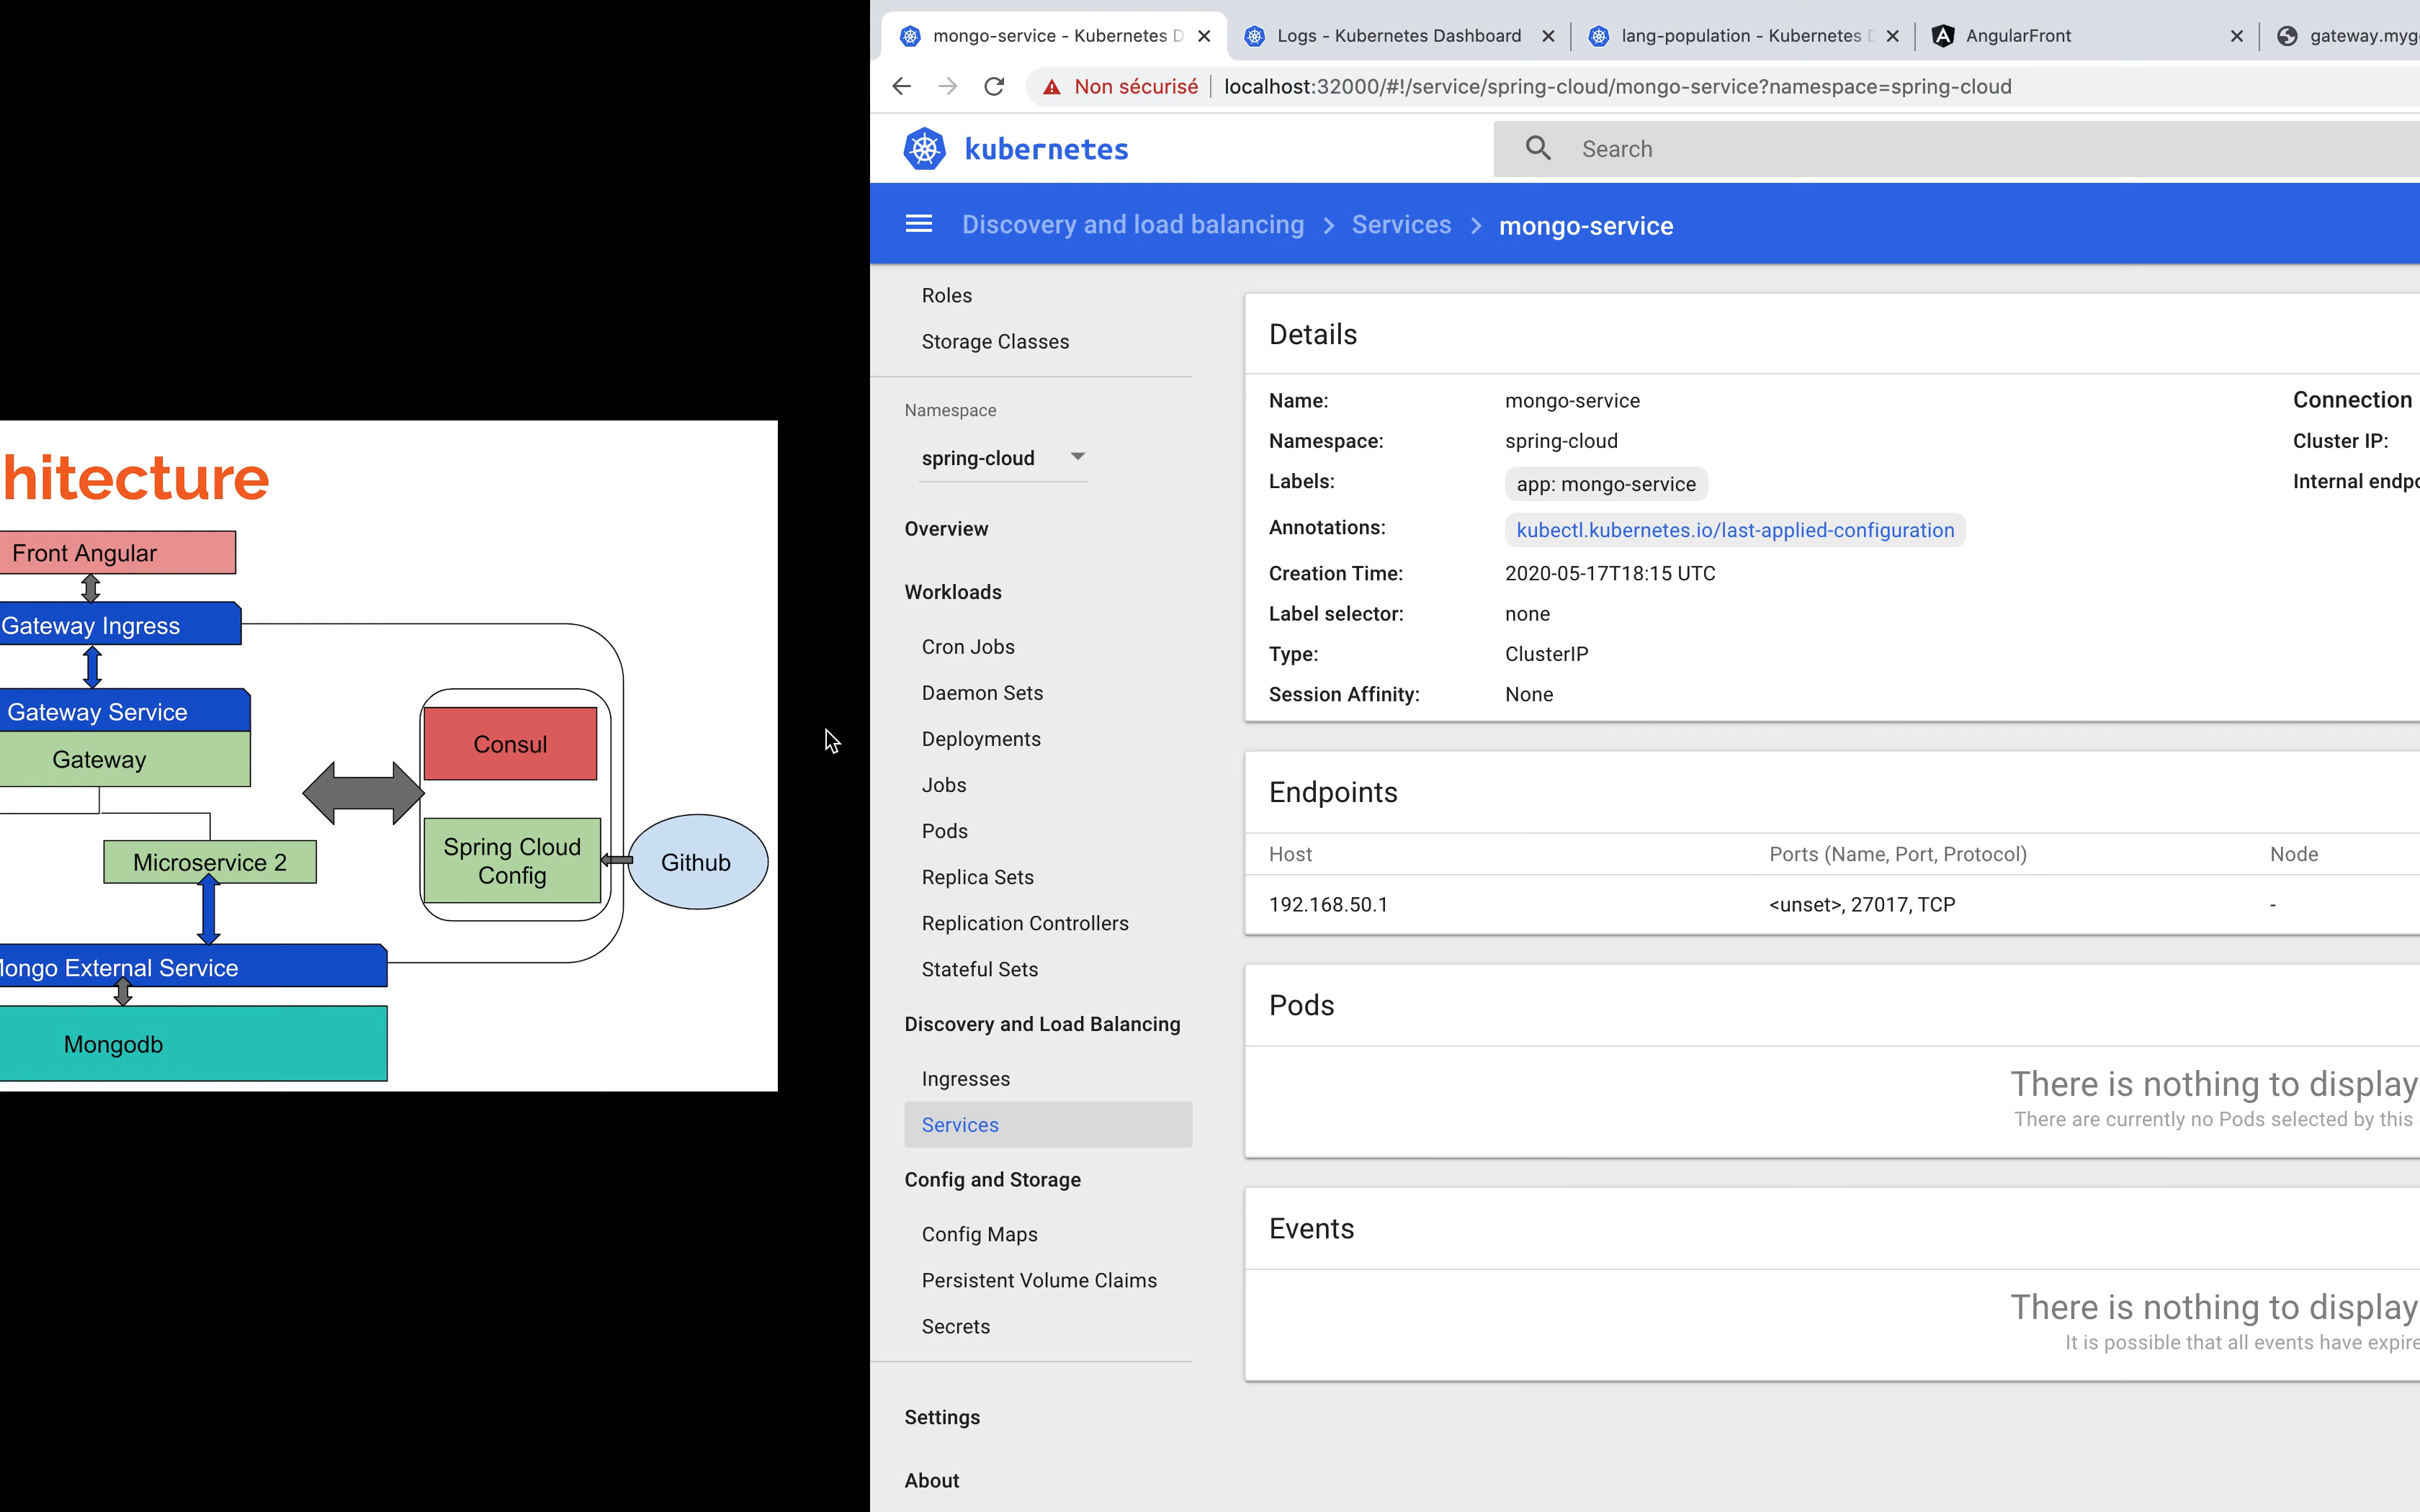 hitecture
Front Angular
Gateway Ingress
Gateway Service
Gateway
Consul
Spring Cloud
Config
Github
Microservice 2
Mongo External Service
Mongodb
mongo-service - Kubernetes D
Logs - Kubernetes Dashboard
lang-population - Kubernetes D
AngularFront
gateway.myg
Non sécurisé
localhost:32000/#!/service/spring-cloud/mongo-service?namespace=spring-cloud
kubernetes
Search
Discovery and load balancing > Services > mongo-service
Roles
Storage Classes
Namespace
spring-cloud
Overview
Workloads
Cron Jobs
Daemon Sets
Deployments
Jobs
Pods
Replica Sets
Replication Controllers
Stateful Sets
Discovery and Load Balancing
Ingresses
Services
Config and Storage
Config Maps
Persistent Volume Claims
Secrets
Settings
About
Details
Name: mongo-service
Namespace: spring-cloud
Labels: app: mongo-service
Annotations: kubectl.kubernetes.io/last-applied-configuration
Creation Time: 2020-05-17T18:15 UTC
Label selector: none
Type: ClusterIP
Session Affinity: None
Connection
Cluster IP:
Internal endpo
Endpoints
Host Ports (Name, Port, Protocol) Node
192.168.50.1 <unset>, 27017, TCP -
Pods
There is nothing to display
There are currently no Pods selected by this
Events
There is nothing to display
It is possible that all events have expire